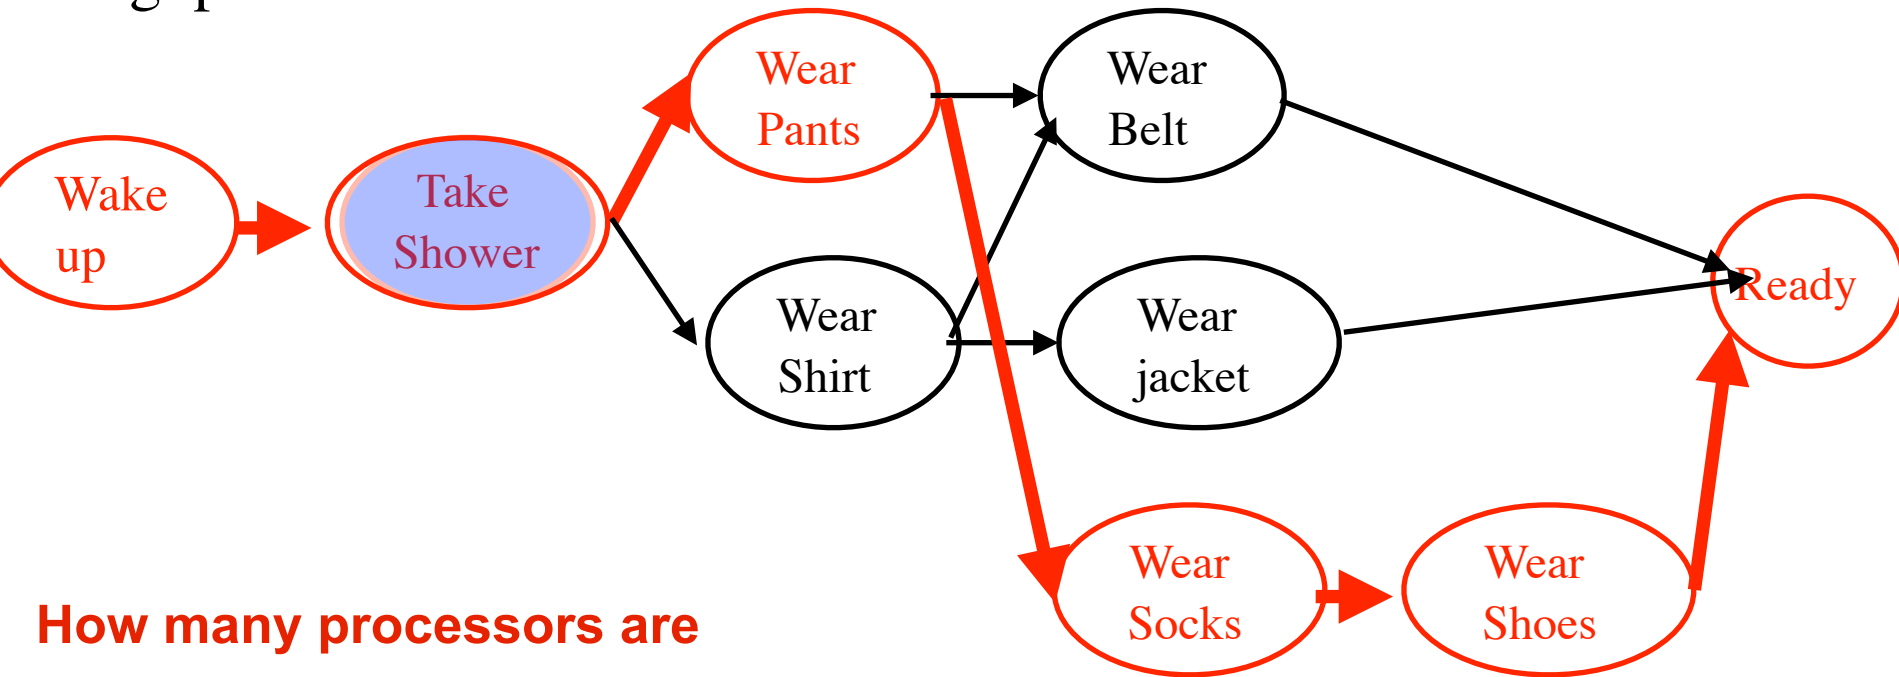 Wake
up
Take
Shower
Wear
Pants
Wear
Shirt
Wear
Belt
Wear
jacket
Wear
Socks
Wear
Shoes
Ready
How many processors are